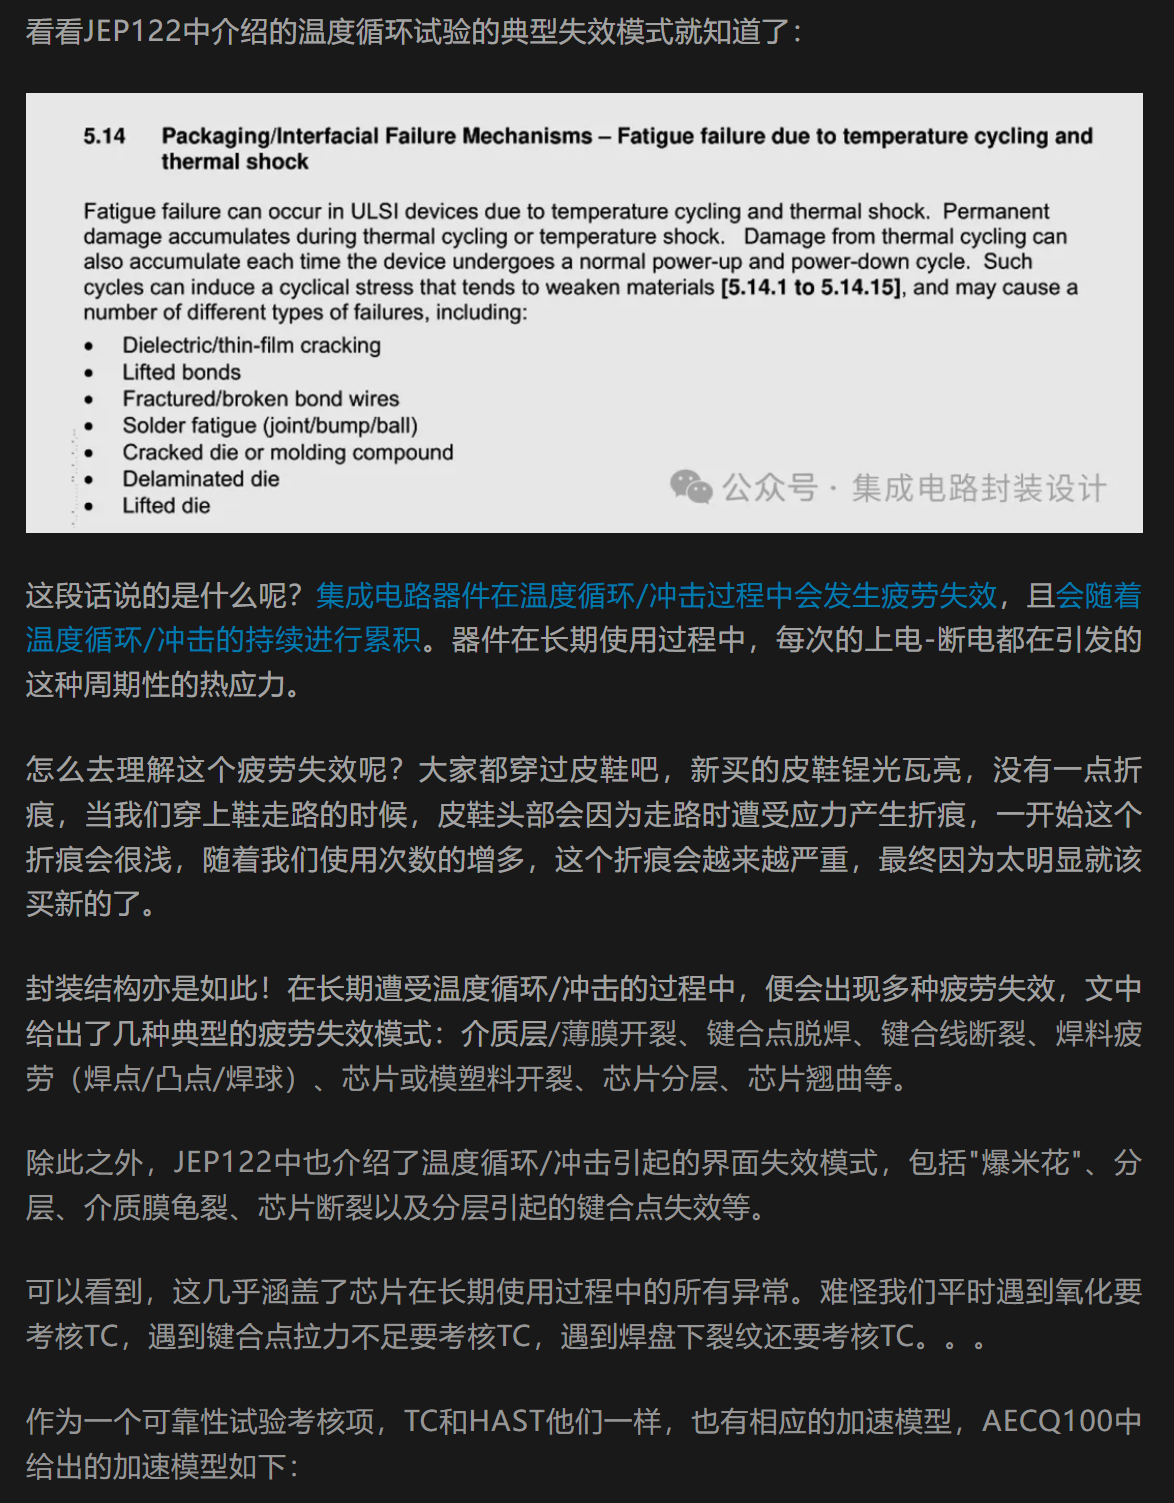 看看JEP122中介绍的温度循环试验的典型失效模式就知道了：
5.14 Packaging/Interfacial Failure Mechanisms – Fatigue failure due to temperature cycling and
thermal shock
Fatigue failure can occur in ULSI devices due to temperature cycling and thermal shock. Permanent
damage accumulates during thermal cycling or temperature shock. Damage from thermal cycling can
also accumulate each time the device undergoes a normal power-up and power-down cycle. Such
cycles can induce a cyclical stress that tends to weaken materials [5.14.1 to 5.14.15], and may cause a
number of different types of failures, including:
• Dielectric/thin-film cracking
• Lifted bonds
• Fractured/broken bond wires
• Solder fatigue (joint/bump/ball)
• Cracked die or molding compound
• Delaminated die
• Lifted die
公众号 · 集成电路封装设计
这段话说的是什么呢？集成电路器件在温度循环/冲击过程中会发生疲劳失效，且会随着
温度循环/冲击的持续进行累积。器件在长期使用过程中，每次的上电-断电都在引发的
这种周期性的热应力。
怎么去理解这个疲劳失效呢？大家都穿过皮鞋吧，新买的皮鞋锃光瓦亮，没有一点折
痕，当我们穿上鞋走路的时候，皮鞋头部会因为走路时遭受应力产生折痕，一开始这个
折痕会很浅，随着我们使用次数的增多，这个折痕会越来越严重，最终因为太明显就该
买新的了。
封装结构亦是如此！在长期遭受温度循环/冲击的过程中，便会出现多种疲劳失效，文中
给出了几种典型的疲劳失效模式：介质层/薄膜开裂、键合点脱焊、键合线断裂、焊料疲
劳（焊点/凸点/焊球）、芯片或模塑料开裂、芯片分层、芯片翘曲等。
除此之外，JEP122中也介绍了温度循环/冲击引起的界面失效模式，包括"爆米花"、分
层、介质膜龟裂、芯片断裂以及分层引起的键合点失效等。
可以看到，这几乎涵盖了芯片在长期使用过程中的所有异常。难怪我们平时遇到氧化要
考核TC，遇到键合点拉力不足要考核TC，遇到焊盘下裂纹还要考核TC。。。
作为一个可靠性试验考核项，TC和HAST他们一样，也有相应的加速模型，AECQ100中
给出的加速模型如下：